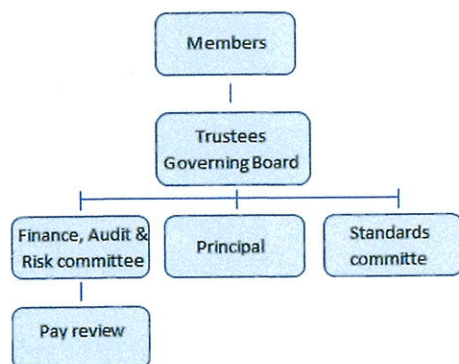 Members
Trustees
Governing Board
Finance, Audit &
Risk committee
Principal
Standards
committe
Pay review